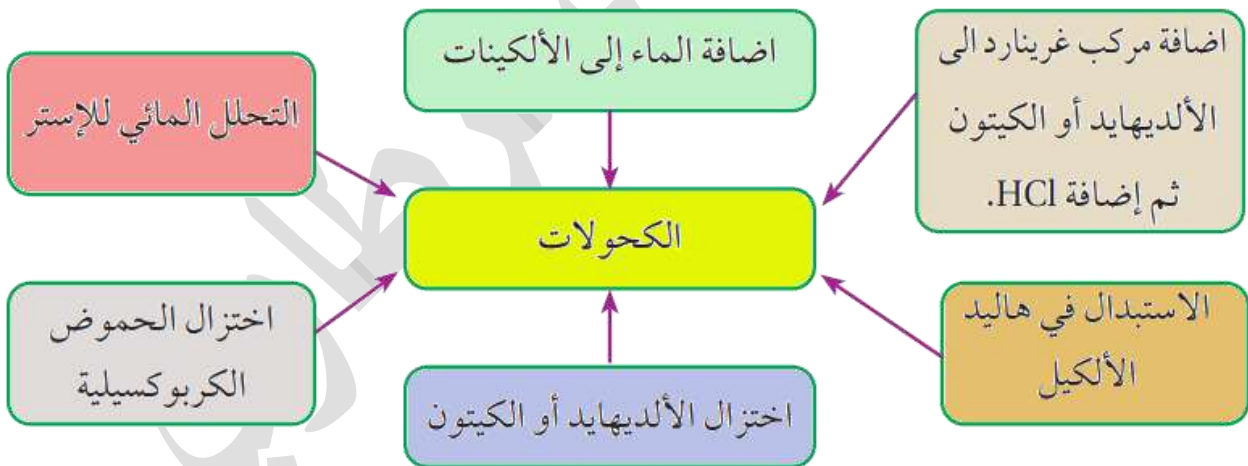 اضافة مركب غرينارد الى
الألديهايد أو الكيتون
ثم إضافة HCl.
اضافة الماء إلى الألكينات
التحلل المائي للإستر
الكحولات
الاستبدال في هاليد
الألكيل
اختزال الألديهايد أو الكيتون
اختزال الحموض
الكربوكسيلية